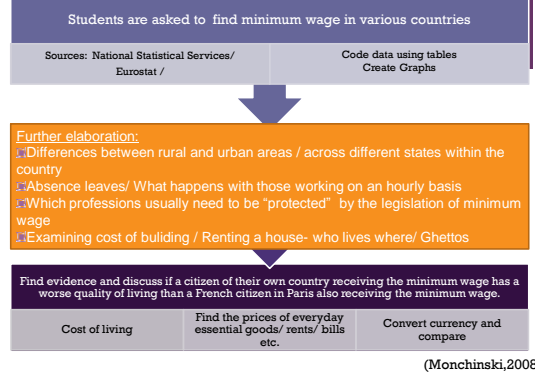 Students are asked to find minimum wage in various countries
Sources: National Statistical Services/
Eurostat /
Code data using tables
Create Graphs
Further elaboration:
Differences between rural and urban areas / across different states within the
country
Absence leaves/ What happens with those working on an hourly basis
Which professions usually need to be “protected” by the legislation of minimum
wage
Examining cost of buliding / Renting a house- who lives where/ Ghettos
Find evidence and discuss if a citizen of their own country receiving the minimum wage has a
worse quality of living than a French citizen in Paris also receiving the minimum wage.
Cost of living
Find the prices of everyday
essential goods/ rents/ bills
etc.
Convert currency and
compare
(Monchinski,2008